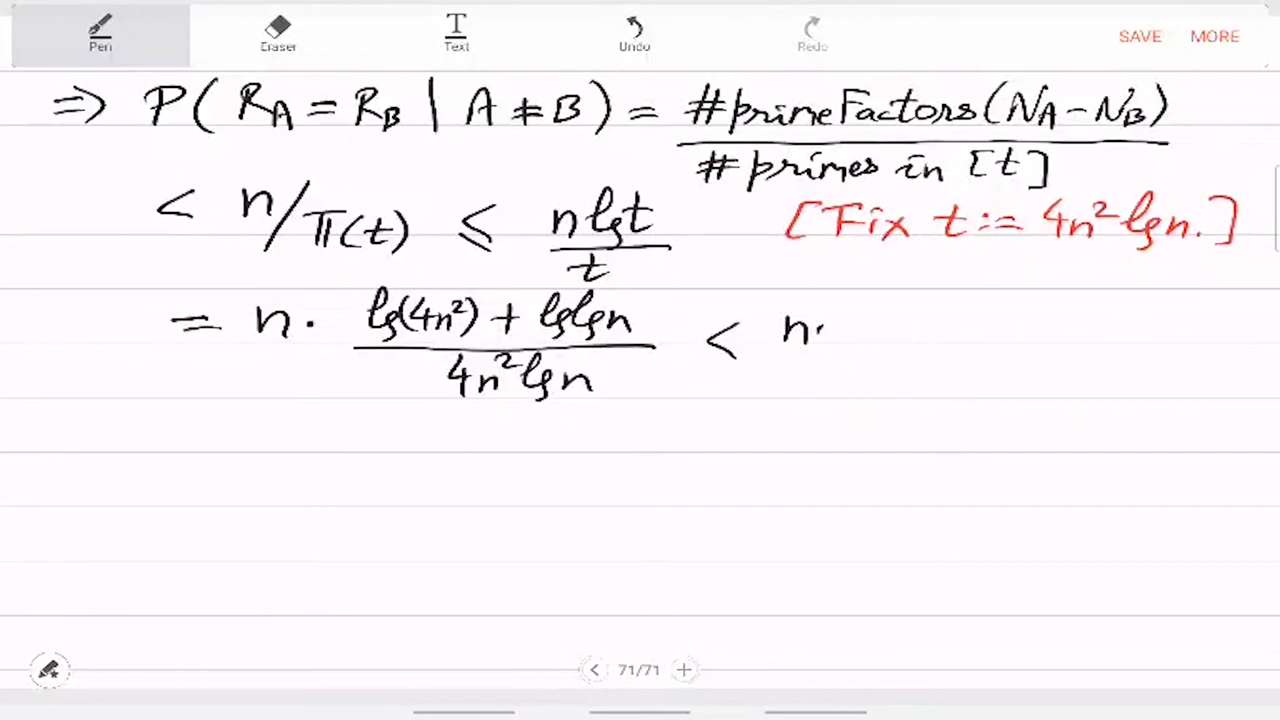 Pen Eraser Text Undo Redo SAVE MORE
⇒ P( R_A = R_B | A ≠ B ) = #primeFactors(N_A − N_B) / #primes in [t]
< n/π(t) ≤ n lg t / t [Fix t := 4n² lg n.]
= n · lg(4n²) + lg lg n / 4n² lg n < n·
71/71